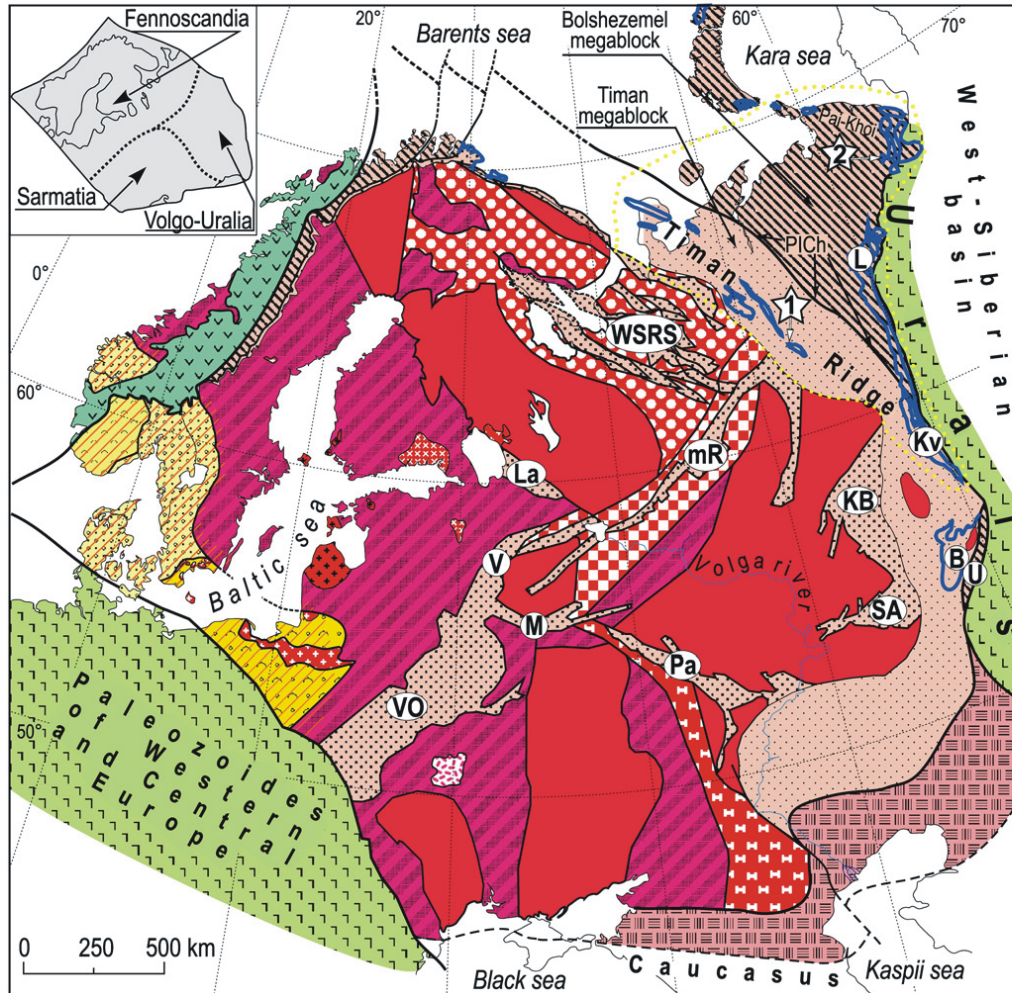 Fennoscandia
Sarmatia
Volgo-Uralia
20°
Barents sea
Bolshezemel
megablock
60°
Kara sea
70°
Timan
megablock
Pai-Khoi
2
West-Siberian
basin
Urals
PlCh
L
Timan
Ridge
1
0°
WSRS
60°
Kv
mR
La
KB
Baltic sea
V
B
U
Volga river
SA
M
Pa
VO
50°
Paleozoides
of Western
and Central
Europe
0 250 500 km
Black sea
Caucasus
Kaspii sea